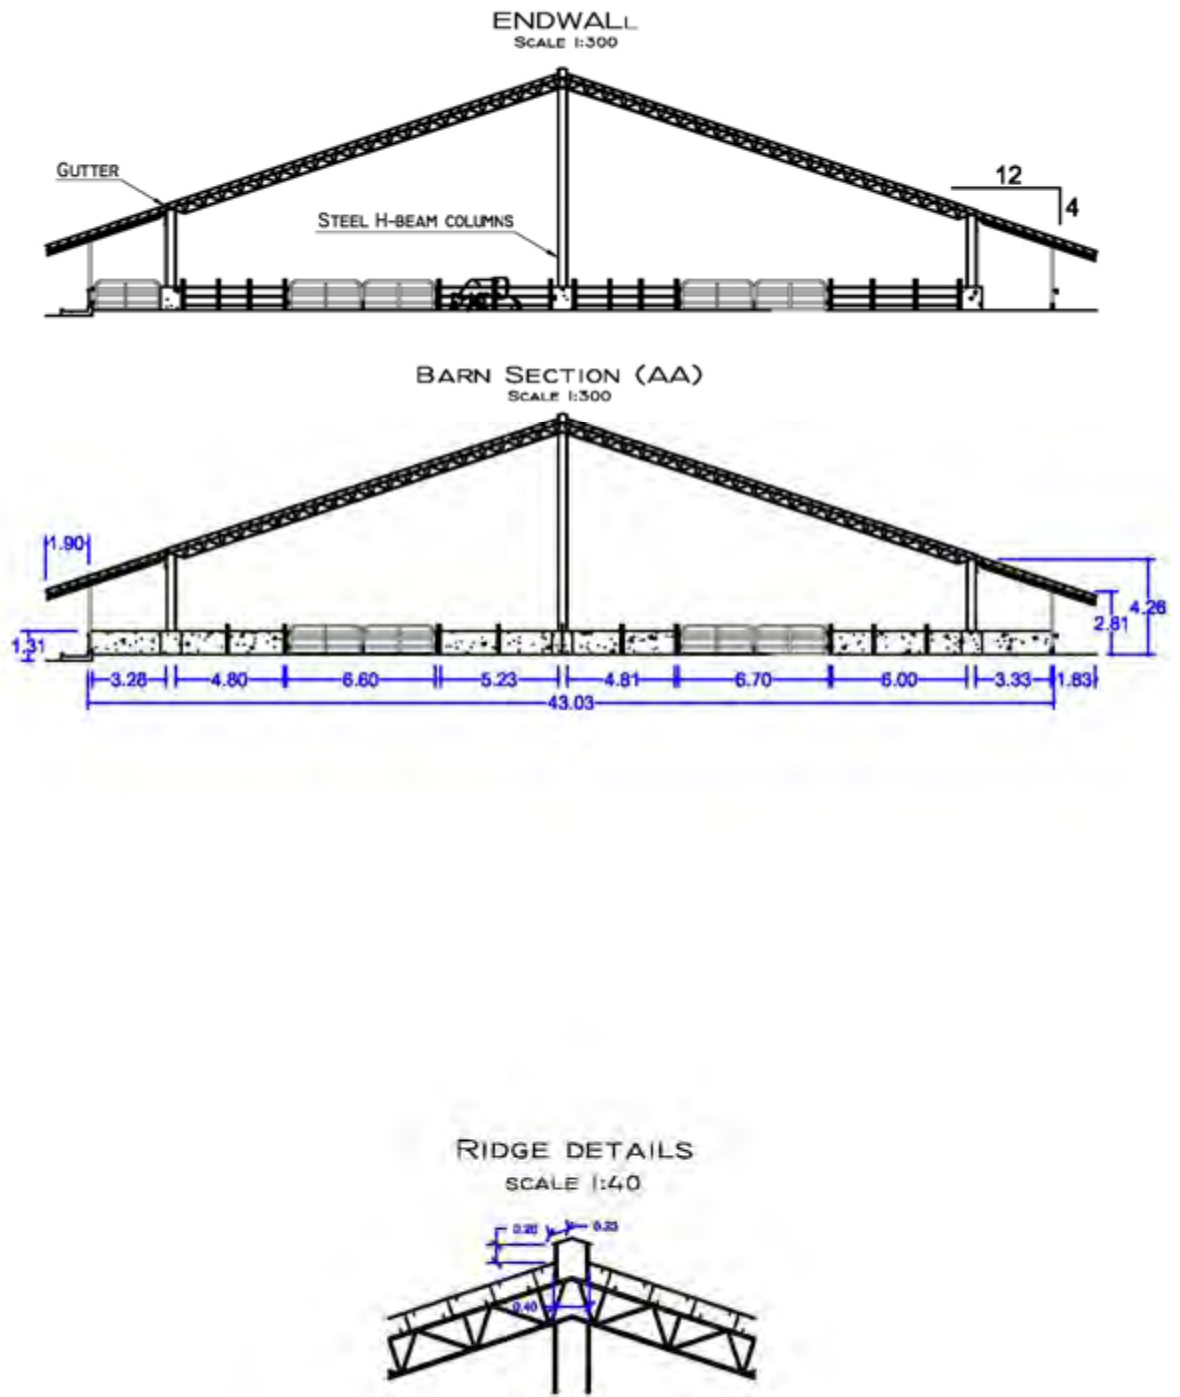 ENDWALL
SCALE 1:300
GUTTER
12
4
STEEL H-BEAM COLUMNS
BARN SECTION (AA)
SCALE 1:300
1.90
4.26
2.81
1.31
3.28 4.80 6.60 5.23 4.81 6.70 6.00 3.33 1.83
43.03
RIDGE DETAILS
SCALE 1:40
0.40